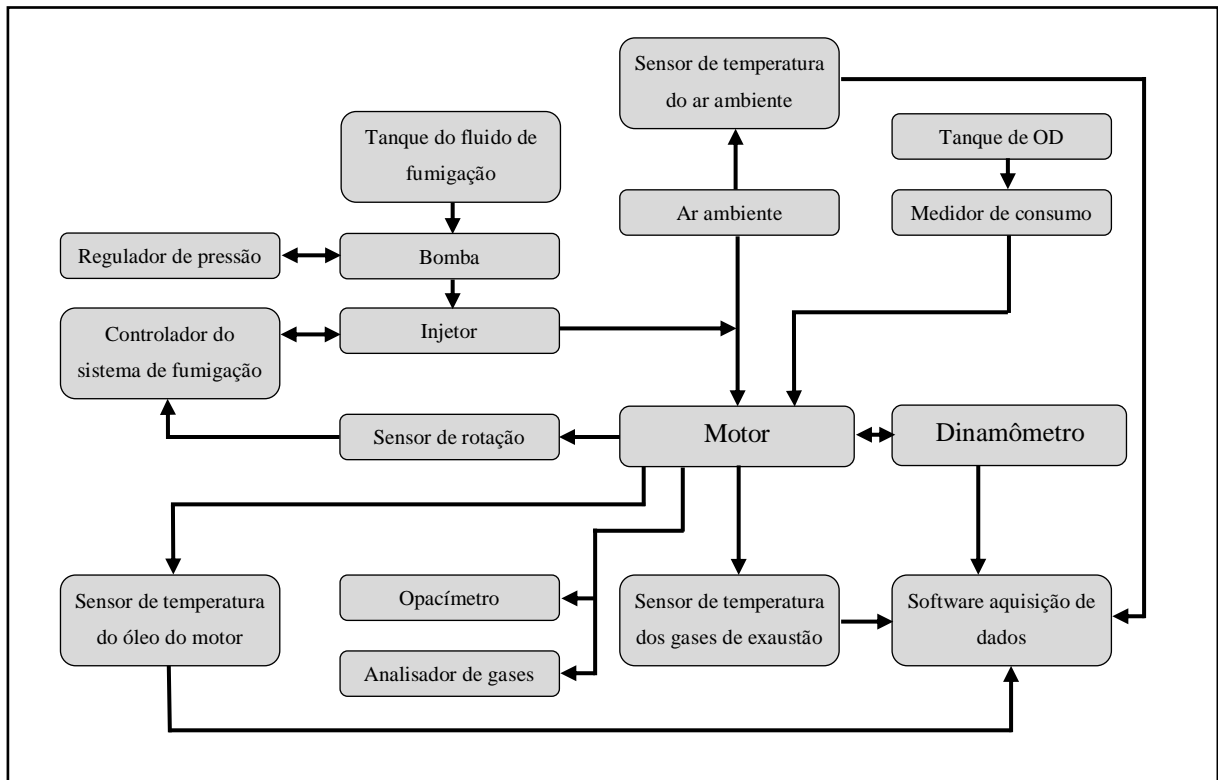 Sensor de temperatura
do ar ambiente
Tanque do fluido de
fumigação
Tanque de OD
Ar ambiente
Medidor de consumo
Regulador de pressão
Bomba
Controlador do
sistema de fumigação
Injetor
Sensor de rotação
Motor
Dinamômetro
Sensor de temperatura
do óleo do motor
Opacímetro
Analisador de gases
Sensor de temperatura
dos gases de exaustão
Software aquisição de
dados